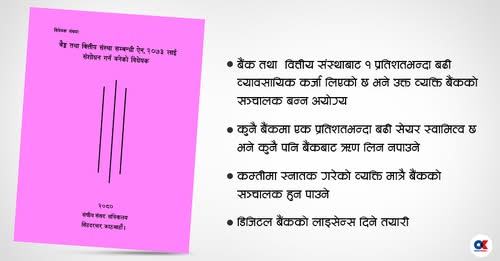 विधेयक संख्याः
बैङ्क तथा वित्तीय संस्था सम्बन्धी ऐन, २०७३ लाई
संशोधन गर्न बनेको विधेयक
२०८०
संघीय संसद सचिवालय
सिंहदरबार, काठमाडौं।
बैंक तथा वित्तीय संस्थाबाट १ प्रतिशतभन्दा बढी
व्यावसायिक कर्जा लिएको छ भने उक्त व्यक्ति बैंकको
सञ्चालक बन्न अयोग्य
कुनै बैंकमा एक प्रतिशतभन्दा बढी सेयर स्वामित्व छ
भने कुनै पनि बैंकबाट ऋण लिन नपाउने
कम्तीमा स्नातक गरेको व्यक्ति मात्रै बैंकको
सञ्चालक हुन पाउने
डिजिटल बैंकको लाइसेन्स दिने तयारी